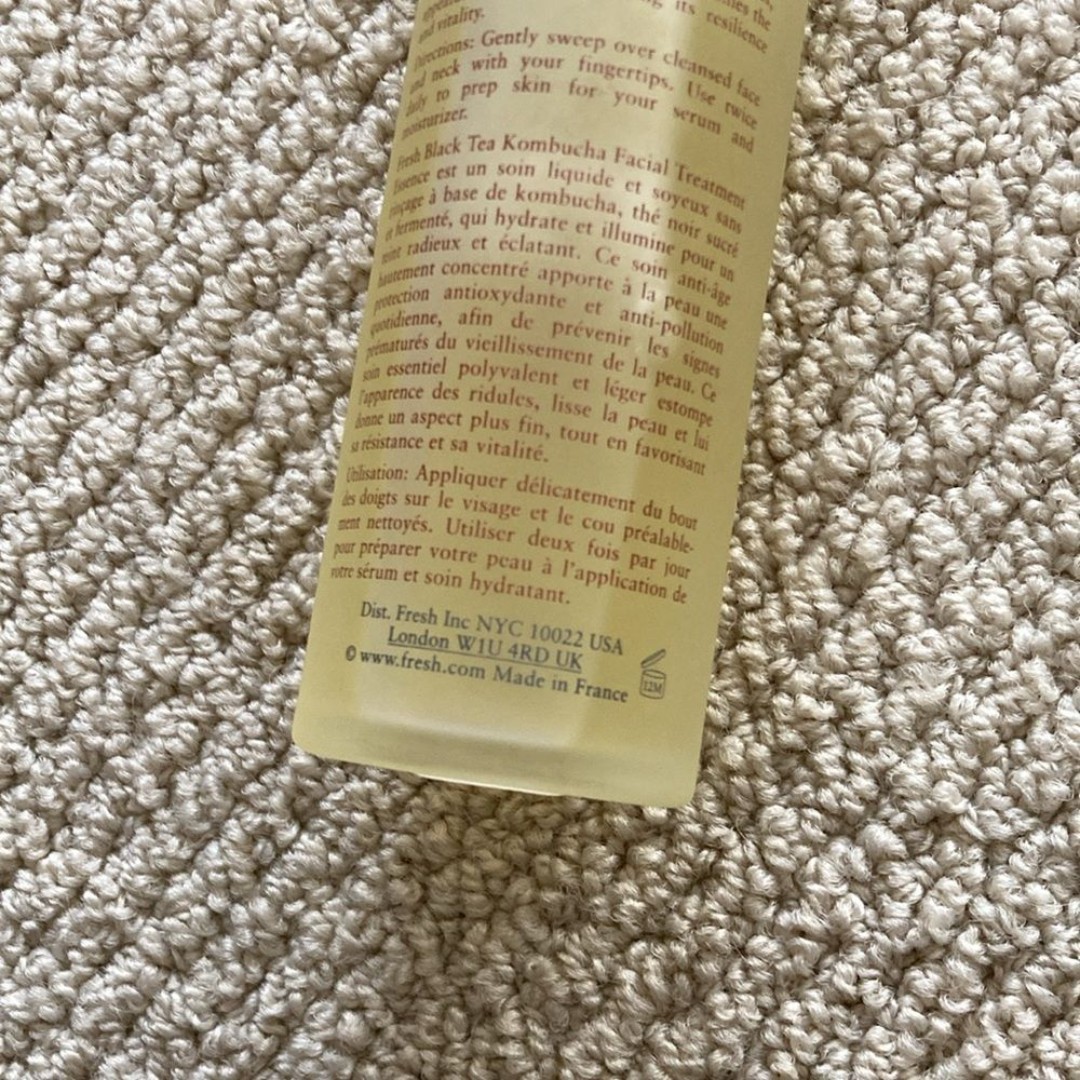 its resilience
and vitality.
Directions: Gently sweep over cleansed face
and neck with your fingertips. Use twice
daily to prep skin for your serum and
moisturizer.
Fresh Black Tea Kombucha Facial Treatment
Essence est un soin liquide et soyeux sans
rinçage à base de kombucha, thé noir sucré
et fermenté, qui hydrate et illumine pour un
teint radieux et éclatant. Ce soin anti-âge
hautement concentré apporte à la peau une
protection antioxydante et anti-pollution
quotidienne, afin de prévenir les signes
prématurés du vieillissement de la peau. Ce
soin essentiel polyvalent et léger estompe
l'apparence des ridules, lisse la peau et lui
donne un aspect plus fin, tout en favorisant
sa résistance et sa vitalité.
Utilisation: Appliquer délicatement du bout
des doigts sur le visage et le cou préalable-
ment nettoyés. Utiliser deux fois par jour
pour préparer votre peau à l'application de
votre sérum et soin hydratant.
Dist. Fresh Inc NYC 10022 USA
London W1U 4RD UK
© www.fresh.com Made in France
12M